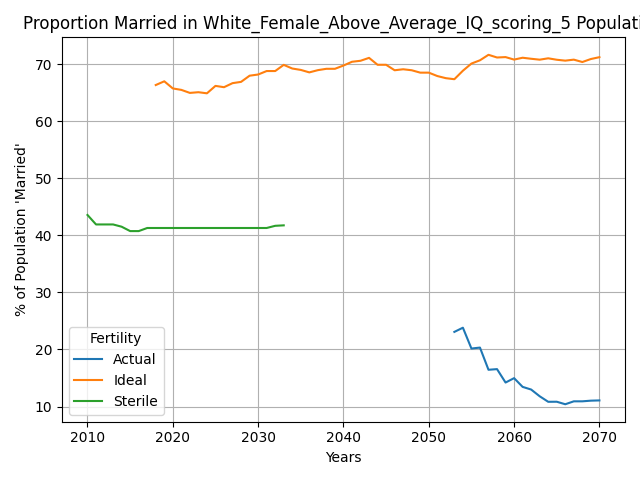 Proportion Married in White_Female_Above_Average_IQ_scoring_5 Populati
% of Population 'Married'
70
60
50
40
30
20
10
Fertility
Actual
Ideal
Sterile
2010 2020 2030 2040 2050 2060 2070
Years